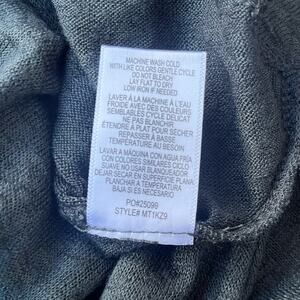 MACHINE WASH COLD
WITH LIKE COLORS GENTLE CYCLE
DO NOT BLEACH
LAY FLAT TO DRY
LOW IRON IF NEEDED
LAVER À LA MACHINE À L'EAU
FROIDE AVEC DES COULEURS
SEMBLABLES CYCLE DELICAT
NE PAS BLANCHIR
ÉTENDRE À PLAT POUR SÉCHER
REPASSER À BASSE
TEMPÉRATURE AU BESOIN
LAVAR A MÁQUINA CON AGUA FRÍA
CON COLORES SIMILARES CICLO
SUAVE NO USAR BLANQUEADOR
DEJAR SECAR EN SUPERFICIE PLANA
PLANCHAR A TEMPERATURA
BAJA SI ES NECESARIO
PO#25099
STYLE# MT1KZ9